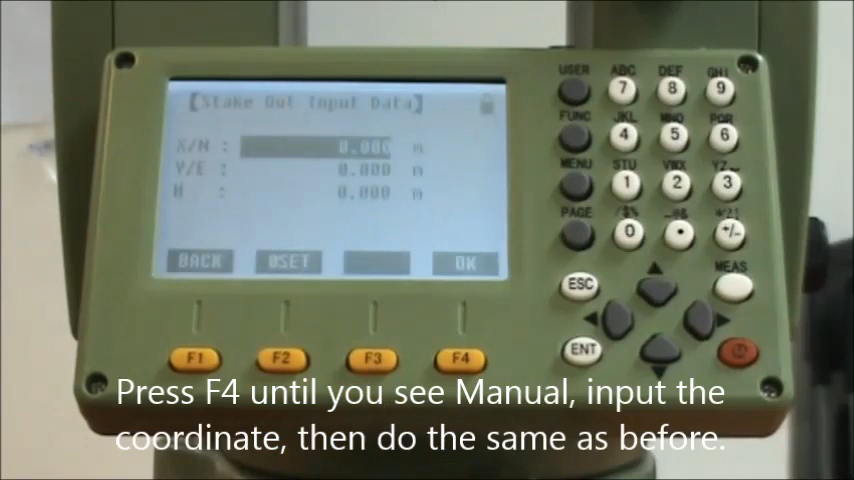 【Stake Out Input Data】
X/N : 0.000 m
Y/E : 0.000 m
H : 0.000 m
BACK 0SET OK
F1 F2 F3 F4
USER ABC DEF GHI
7 8 9
FUNC JKL MNO PQR
4 5 6
MENU STU VWX YZ
1 2 3
PAGE /$% _@& */±!
0 • +/-
ESC MEAS
ENT
Press F4 until you see Manual, input the
coordinate, then do the same as before.